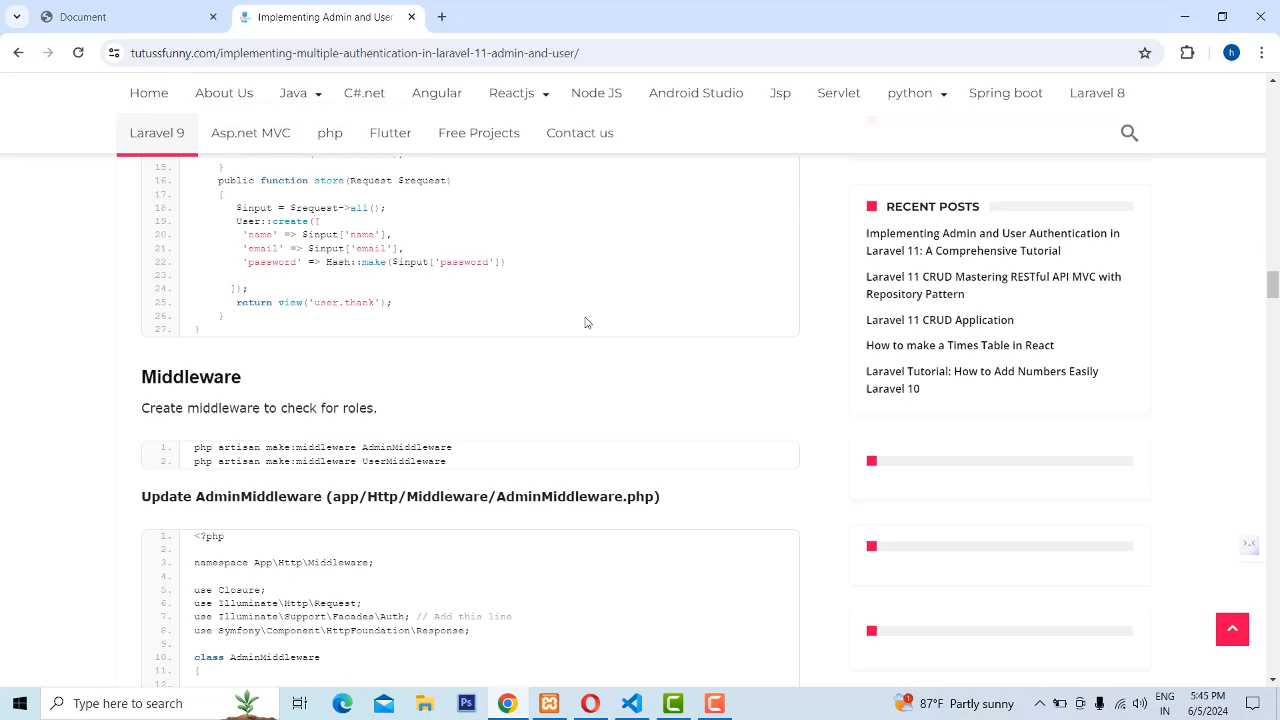 tutussfunny.com/implementing-multiple-authentication-in-laravel-11-admin-and-user/
h
Home About Us Java C#.net Angular Reactjs Node JS Android Studio Jsp Servlet python Spring boot Laravel 8
Laravel 9 Asp.net MVC php Flutter Free Projects Contact us
15. }
16. public function store(Request $request)
17. {
18. $input = $request->all();
19. User::create([
20. 'name' => $input['name'],
21. 'email' => $input['email'],
22. 'password' => Hash::make($input['password'])
23.
24. ]);
25. return view('user.thank');
26. }
27. }
Middleware
Create middleware to check for roles.
1. php artisan make:middleware AdminMiddleware
2. php artisan make:middleware UserMiddleware
Update AdminMiddleware (app/Http/Middleware/AdminMiddleware.php)
1. <?php
2.
3. namespace App\Http\Middleware;
4.
5. use Closure;
6. use Illuminate\Http\Request;
7. use Illuminate\Support\Facades\Auth; // Add this line
8. use Symfony\Component\HttpFoundation\Response;
9.
10. class AdminMiddleware
11. {
12.
RECENT POSTS
Implementing Admin and User Authentication in
Laravel 11: A Comprehensive Tutorial
Laravel 11 CRUD Mastering RESTful API MVC with
Repository Pattern
Laravel 11 CRUD Application
How to make a Times Table in React
Laravel Tutorial: How to Add Numbers Easily
Laravel 10
Type here to search
Ps
1
87°F Partly sunny
ENG
IN
5:45 PM
6/5/2024